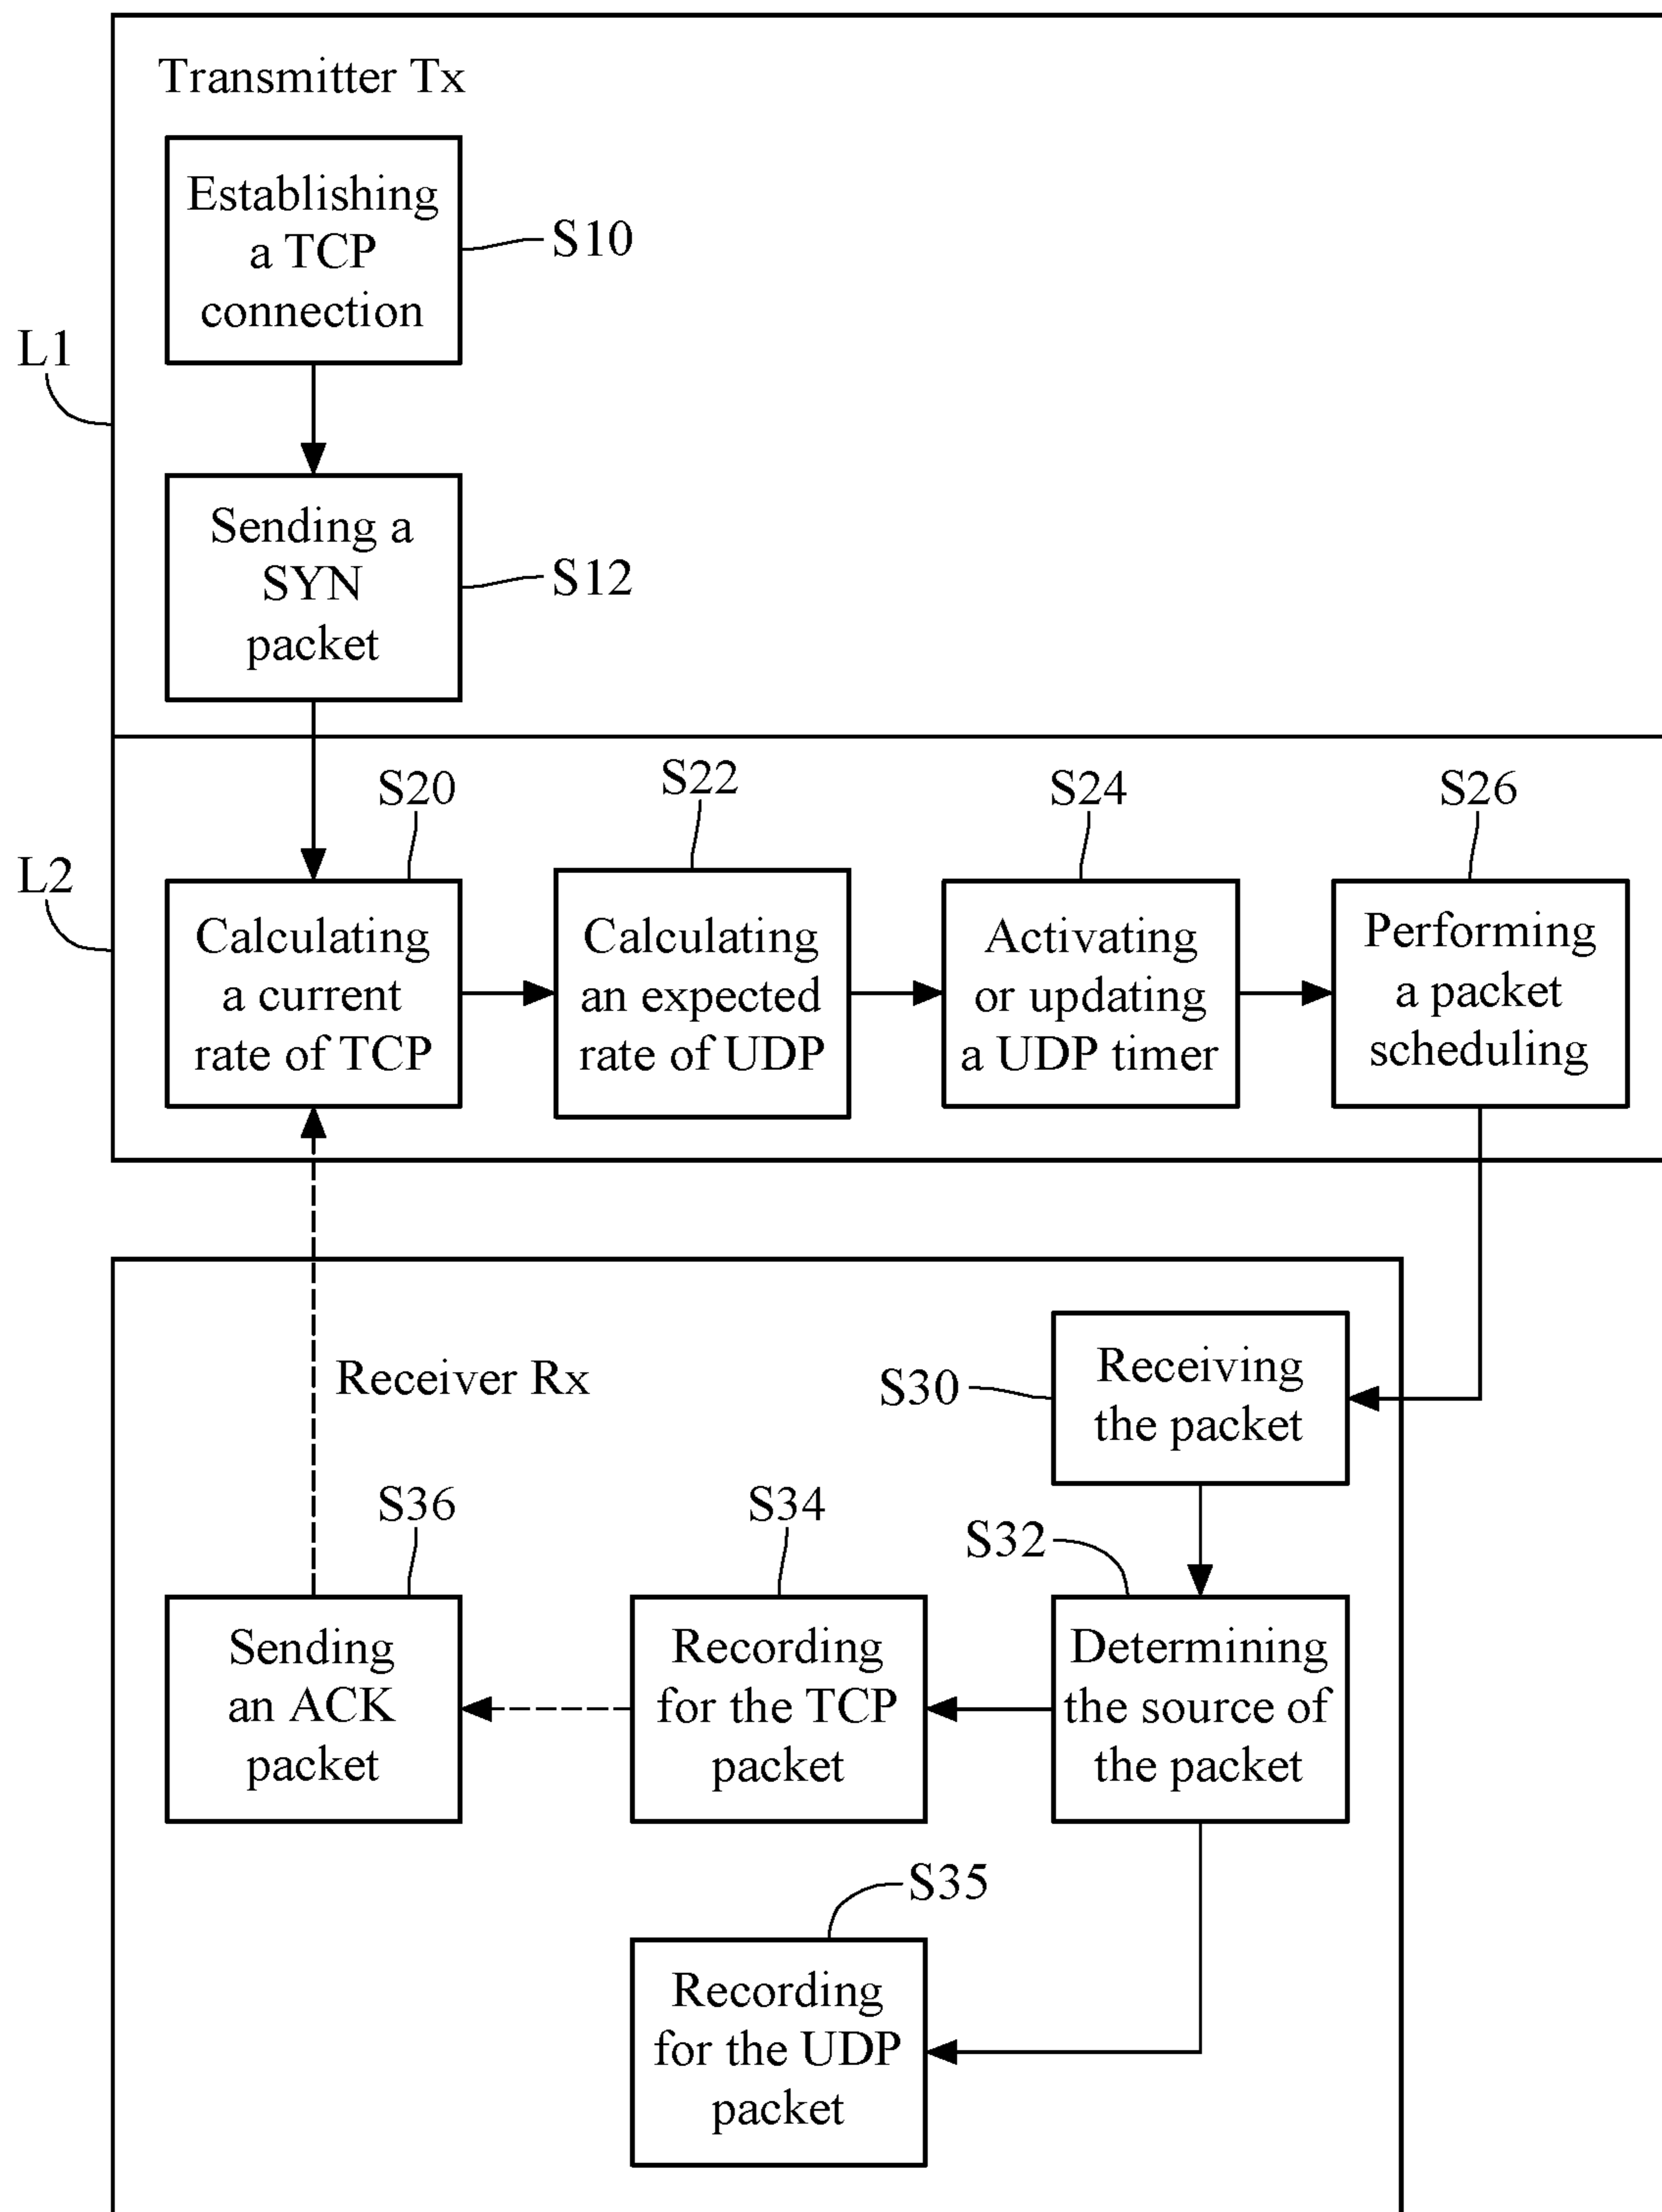 Transmitter Tx
Establishing
a TCP
connection
S10
L1
Sending a
SYN
packet
S12
S20
S22
S24
S26
L2
Calculating
a current
rate of TCP
Calculating
an expected
rate of UDP
Activating
or updating
a UDP timer
Performing
a packet
scheduling
Receiver Rx
S30
Receiving
the packet
S36
S34
S32
Sending
an ACK
packet
Recording
for the TCP
packet
Determining
the source of
the packet
S35
Recording
for the UDP
packet